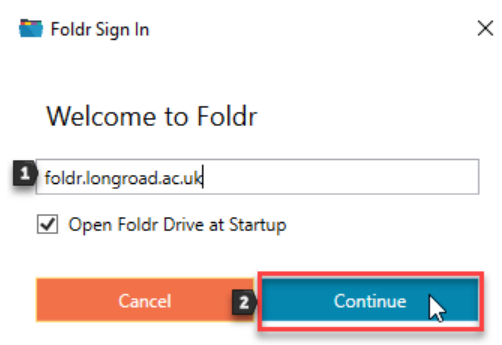 Foldr Sign In
Welcome to Foldr
1
foldr.longroad.ac.uk
Open Foldr Drive at Startup
Cancel
2
Continue